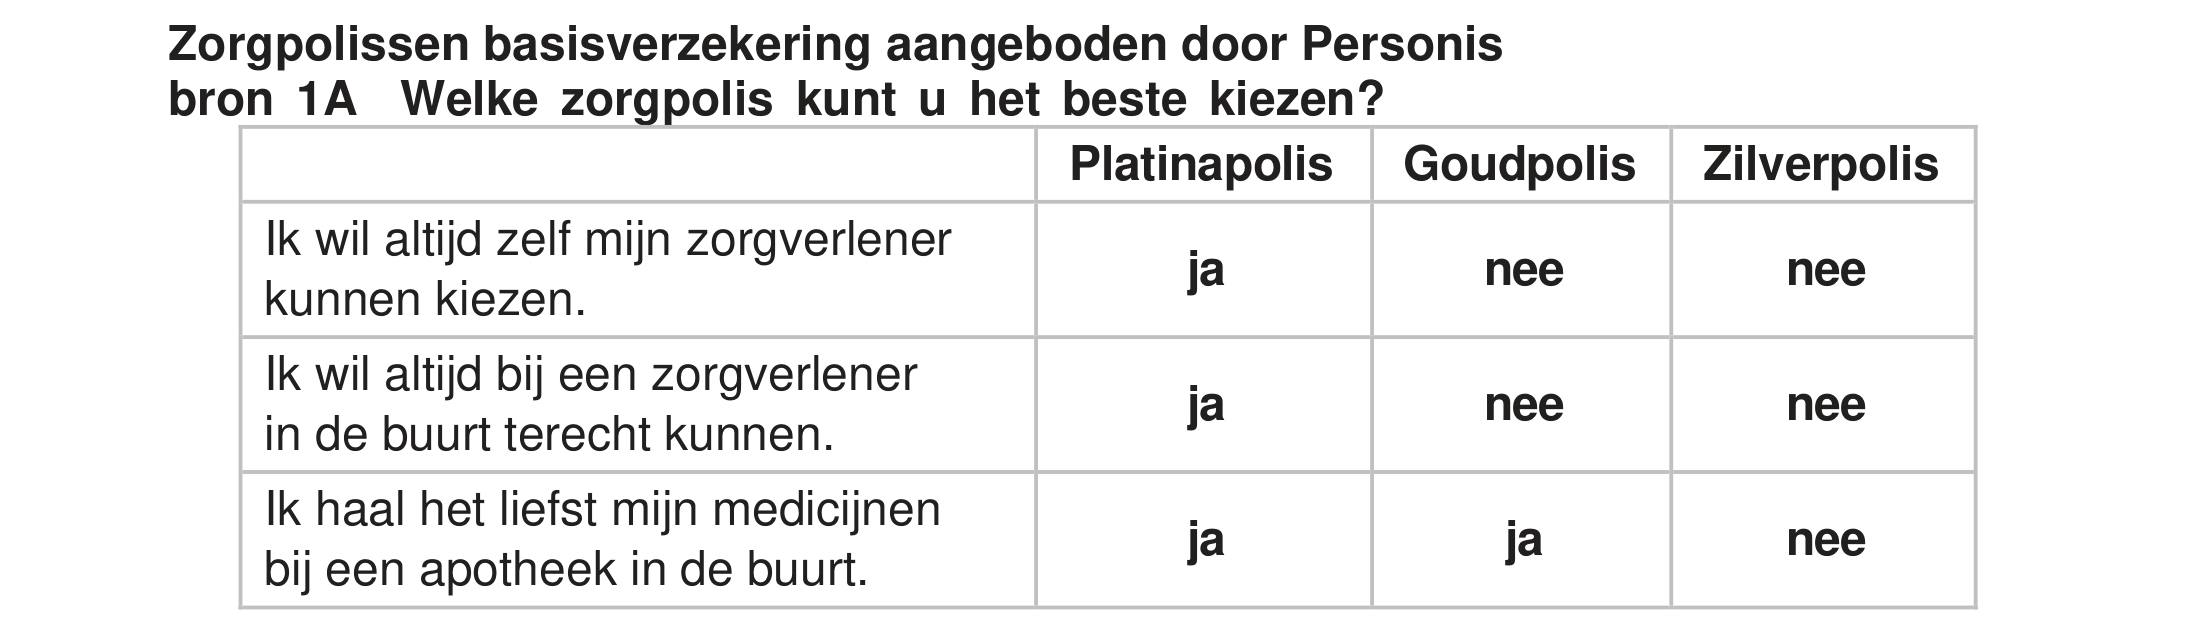 Zorgpolissen basisverzekering aangeboden door Personis
bron 1A Welke zorgpolis kunt u het beste kiezen?
Platinapolis Goudpolis Zilverpolis
Ik wil altijd zelf mijn zorgverlener
kunnen kiezen.
ja nee nee
Ik wil altijd bij een zorgverlener
in de buurt terecht kunnen.
ja nee nee
Ik haal het liefst mijn medicijnen
bij een apotheek in de buurt.
ja ja nee